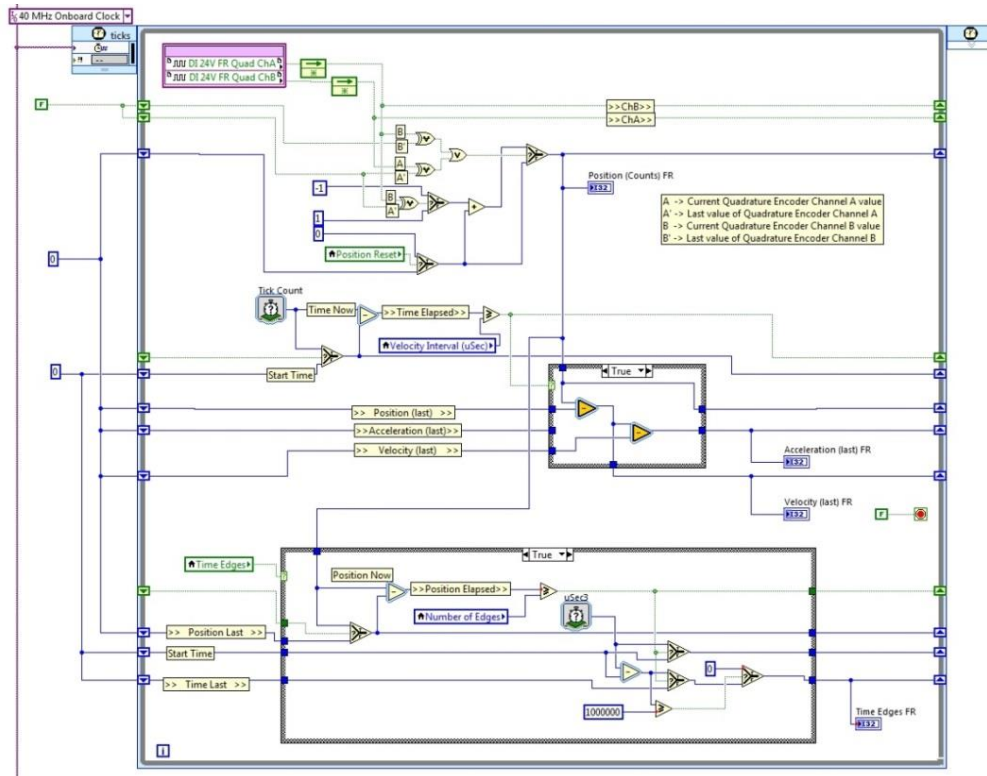 40 MHz Onboard Clock
ticks
DI 24V FR Quad ChA
DI 24V FR Quad ChB
F
>>ChB>>
>>ChA>>
B
B'
A
A'
B
A'
-1
1
0
Position Reset
Position (Counts) FR
I32
A -> Current Quadrature Encoder Channel A value
A' -> Last value of Quadrature Encoder Channel A
B -> Current Quadrature Encoder Channel B value
B' -> Last value of Quadrature Encoder Channel B
0
Tick Count
Time Now
>>Time Elapsed>>
Velocity Interval (uSec)
Start Time
0
True
>> Position (last) >>
>>Acceleration (last)>>
>> Velocity (last) >>
Acceleration (last) FR
I32
Velocity (last) FR
I32
F
True
Time Edges
Position Now
>>Position Elapsed>>
Number of Edges
uSec3
>> Position Last >>
Start Time
>> Time Last >>
0
1000000
Time Edges FR
I32
i